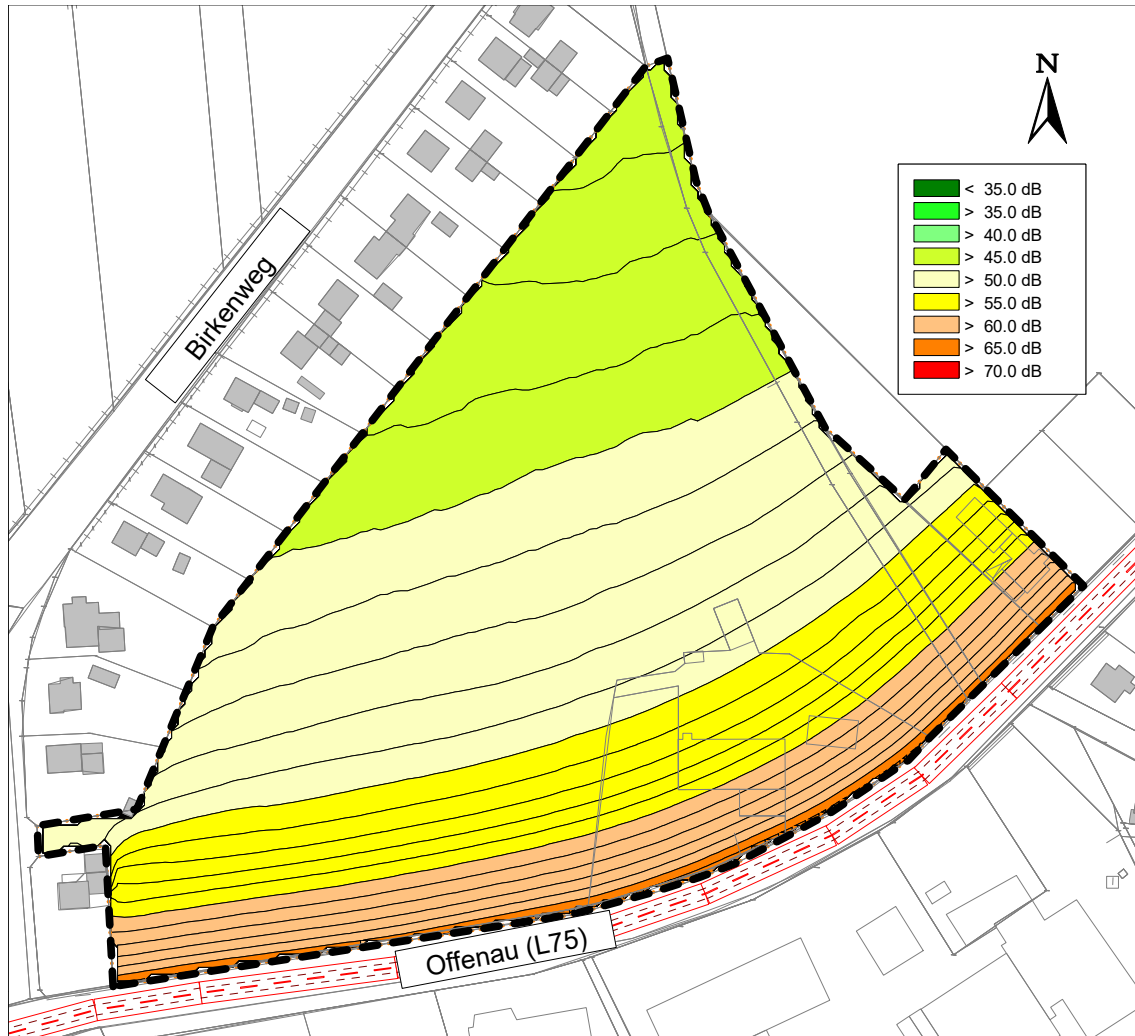 N
< 35.0 dB
> 35.0 dB
> 40.0 dB
> 45.0 dB
> 50.0 dB
> 55.0 dB
> 60.0 dB
> 65.0 dB
> 70.0 dB
Birkenweg
Offenau (L75)